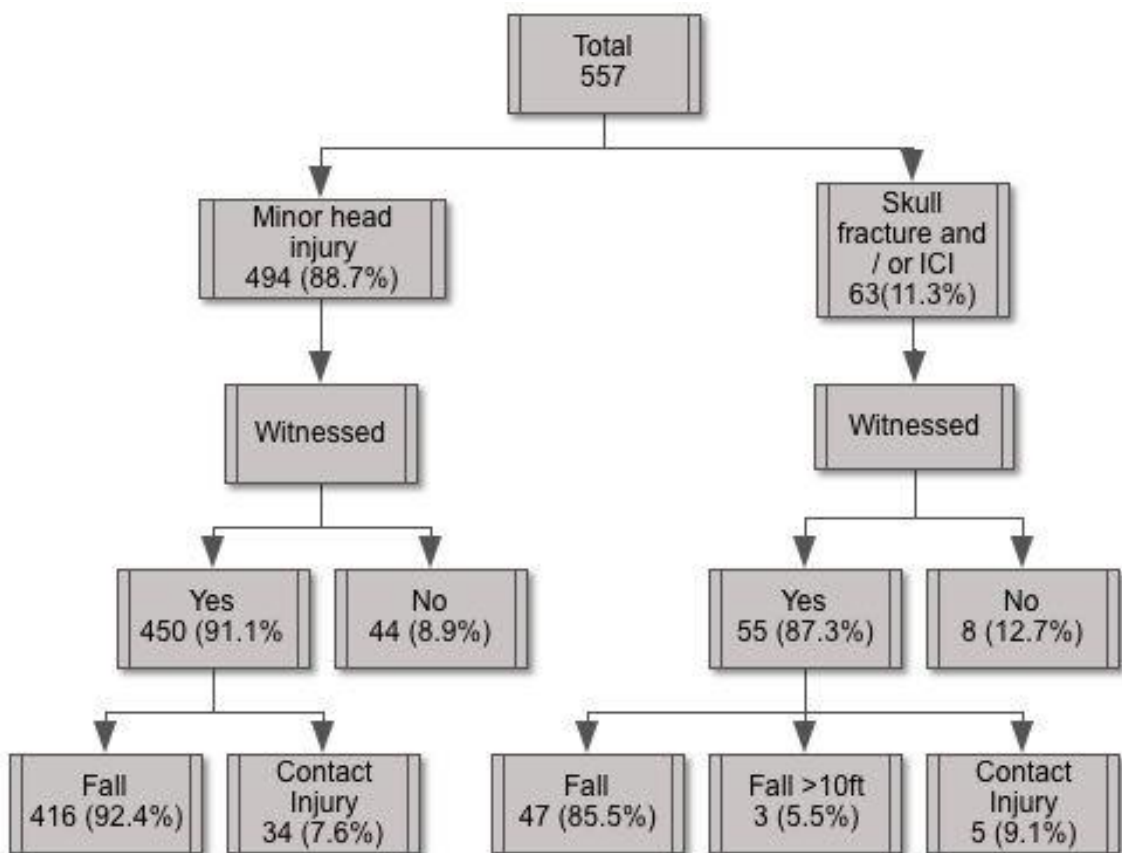 Total
557
Minor head
injury
494 (88.7%)
Skull
fracture and
/ or ICI
63(11.3%)
Witnessed
Witnessed
Yes
450 (91.1%
No
44 (8.9%)
Yes
55 (87.3%)
No
8 (12.7%)
Fall
416 (92.4%)
Contact
Injury
34 (7.6%)
Fall
47 (85.5%)
Fall >10ft
3 (5.5%)
Contact
Injury
5 (9.1%)